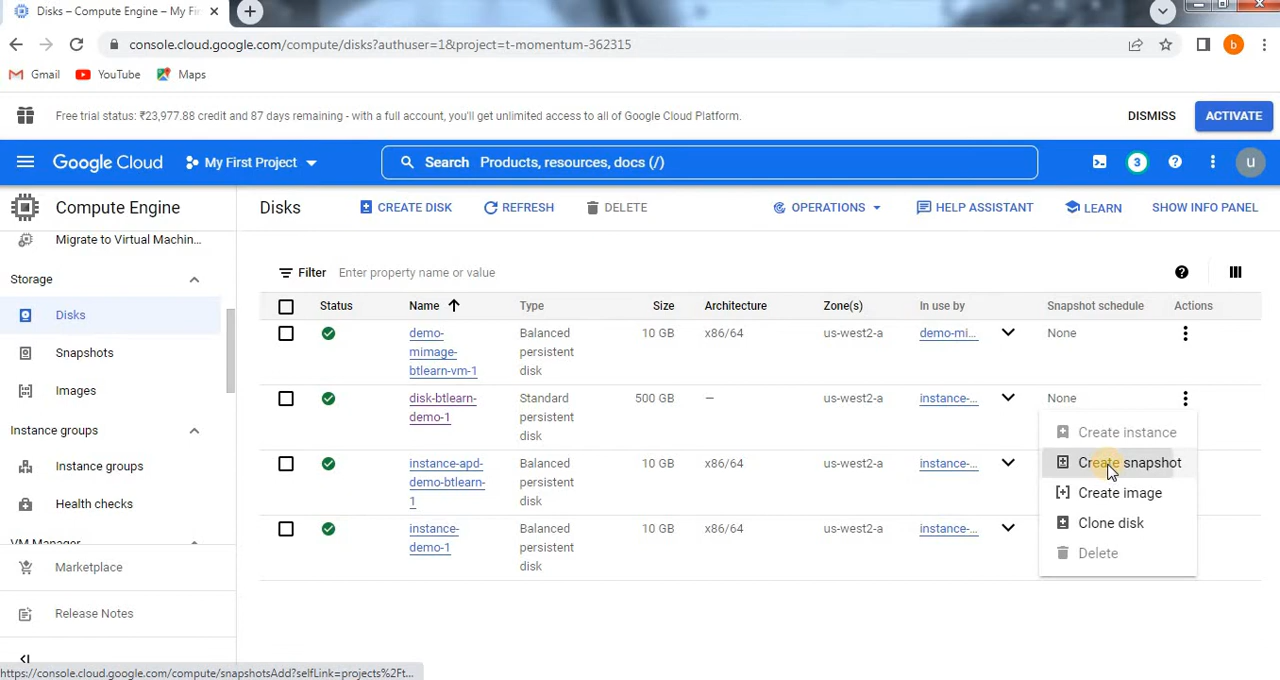 Disks – Compute Engine – My Fir
console.cloud.google.com/compute/disks?authuser=1&project=t-momentum-362315
b
Gmail YouTube Maps
Free trial status: ₹23,977.88 credit and 87 days remaining - with a full account, you'll get unlimited access to all of Google Cloud Platform.
DISMISS
ACTIVATE
Google Cloud
My First Project
Search Products, resources, docs (/)
3
u
Compute Engine
Disks
CREATE DISK
REFRESH
DELETE
OPERATIONS
HELP ASSISTANT
LEARN
SHOW INFO PANEL
Migrate to Virtual Machin...
Storage
Disks
Snapshots
Images
Instance groups
Instance groups
Health checks
VM Manager
Marketplace
Release Notes
Filter Enter property name or value
Status Name Type Size Architecture Zone(s) In use by Snapshot schedule Actions
demo- Balanced 10 GB x86/64 us-west2-a demo-mi... None
mimage- persistent
btlearn-vm-1 disk
disk-btlearn- Standard 500 GB — us-west2-a instance-... None
demo-1 persistent
disk
instance-apd- Balanced 10 GB x86/64 us-west2-a instance-...
demo-btlearn- persistent
1 disk
instance- Balanced 10 GB x86/64 us-west2-a instance-...
demo-1 persistent
disk
Create instance
Create snapshot
Create image
Clone disk
Delete
https://console.cloud.google.com/compute/snapshotsAdd?selfLink=projects%2Ft...